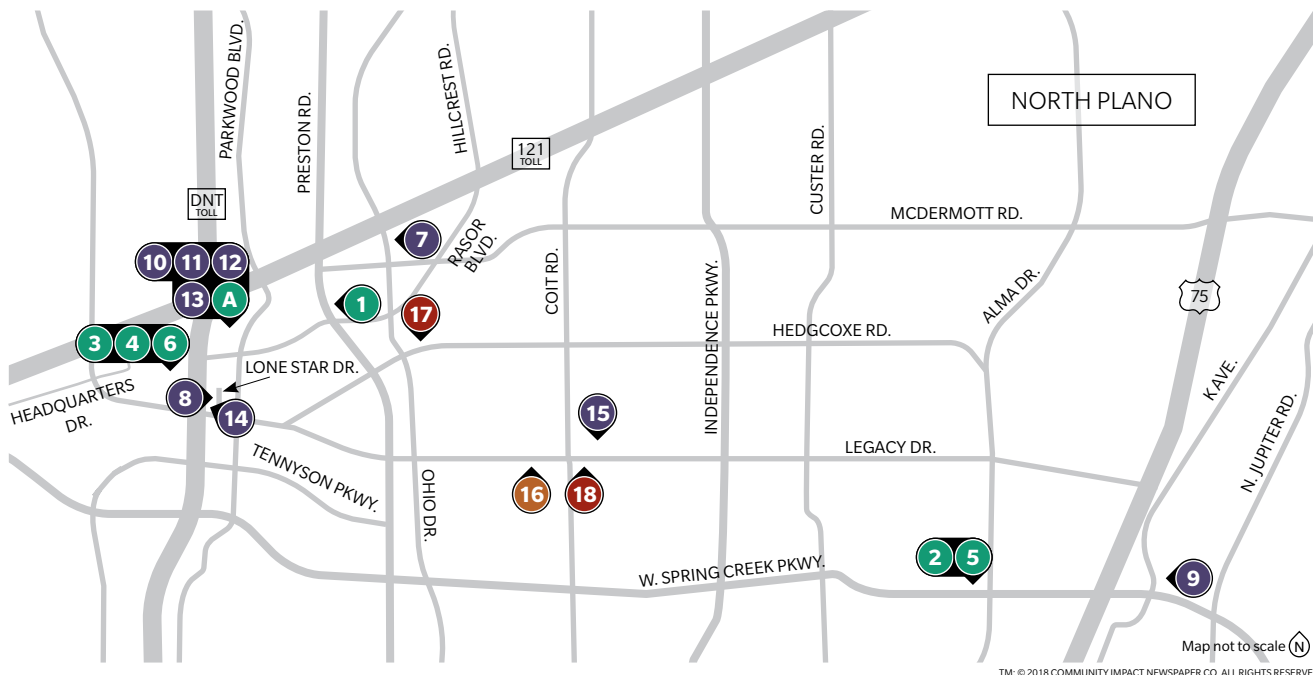 PARKWOOD BLVD.
PRESTON RD.
HILLCREST RD.
NORTH PLANO
121
TOLL
DNT
TOLL
CUSTER RD.
MCDERMOTT RD.
10 11 12
7
RASOR
BLVD.
13 A
1
17
COIT RD.
INDEPENDENCE PKWY.
ALMA DR.
75
3 4 6
HEDGCOXE RD.
LONE STAR DR.
K AVE.
HEADQUARTERS
DR.
8
14
15
N. JUPITER RD.
TENNYSON PKWY.
LEGACY DR.
OHIO DR.
16
18
2 5
W. SPRING CREEK PKWY.
9
Map not to scale N
TM; © 2018 COMMUNITY IMPACT NEWSPAPER CO. ALL RIGHTS RESERVE